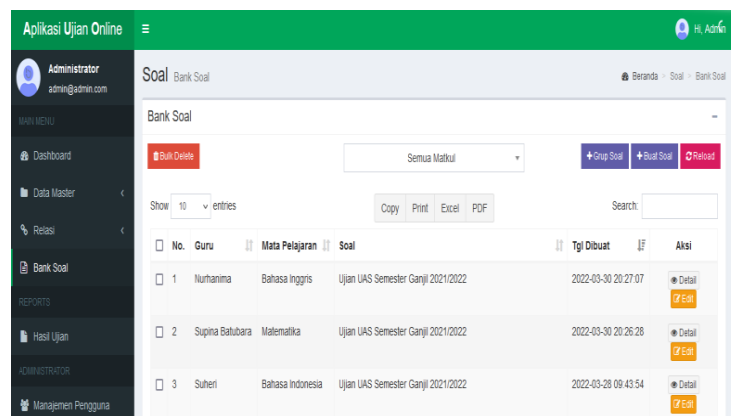 Aplikasi Ujian Online
Hi, Admin
Administrator
admin@admin.com
MAIN MENU
Dashboard
Data Master
Relasi
Bank Soal
REPORTS
Hasil Ujian
ADMINISTRATOR
Manajemen Pengguna
Soal Bank Soal
Beranda > Soal > Bank Soal
Bank Soal
Bulk Delete
Semua Matkul
+Grup Soal +Buat Soal Reload
Show 10 entries
Copy Print Excel PDF
Search:
No. Guru Mata Pelajaran Soal Tgl Dibuat Aksi
1 Nurhanima Bahasa Inggris Ujian UAS Semester Ganjil 2021/2022 2022-03-30 20:27:07 Detail
Edit
2 Supina Batubara Matematika Ujian UAS Semester Ganjil 2021/2022 2022-03-30 20:26:28 Detail
Edit
3 Suheri Bahasa Indonesia Ujian UAS Semester Ganjil 2021/2022 2022-03-28 09:43:54 Detail
Edit